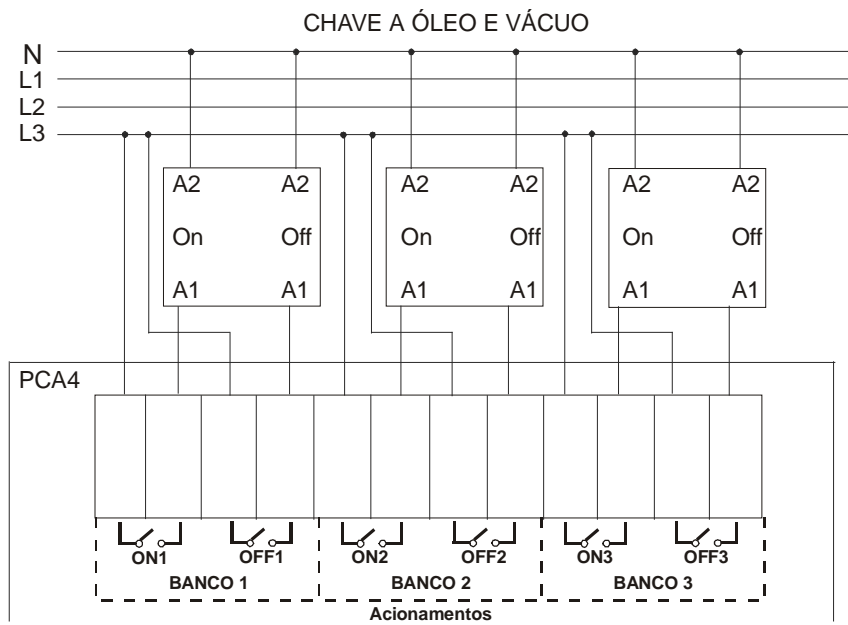 CHAVE A ÓLEO E VÁCUO
N
L1
L2
L3
A2 A2 A2 A2 A2 A2
On Off On Off On Off
A1 A1 A1 A1 A1 A1
PCA4
ON1 OFF1 ON2 OFF2 ON3 OFF3
BANCO 1 BANCO 2 BANCO 3
Acionamentos